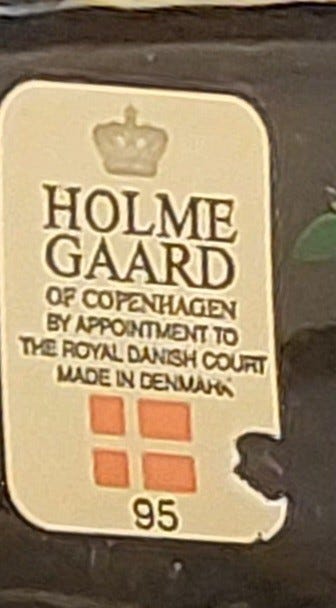 HOLME
GAARD
OF COPENHAGEN
BY APPOINTMENT TO
THE ROYAL DANISH COURT
MADE IN DENMARK
95